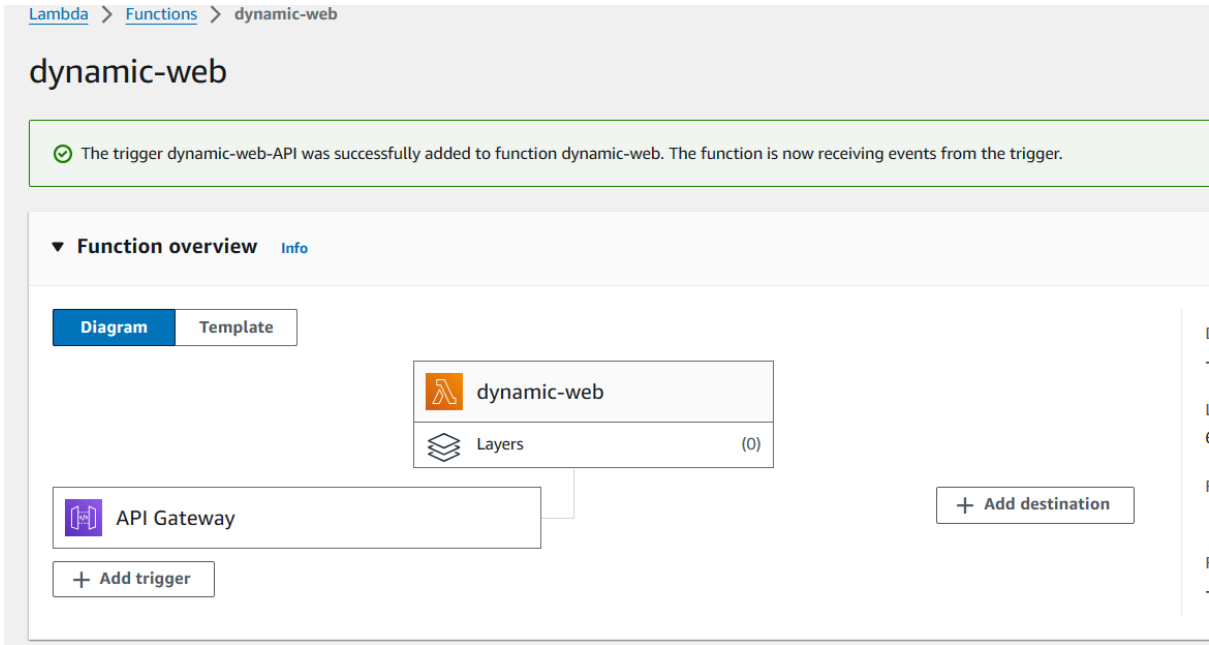 Lambda > Functions > dynamic-web
dynamic-web
The trigger dynamic-web-API was successfully added to function dynamic-web. The function is now receiving events from the trigger.
▼ Function overview Info
Diagram Template
dynamic-web
Layers (0)
API Gateway
+ Add destination
+ Add trigger